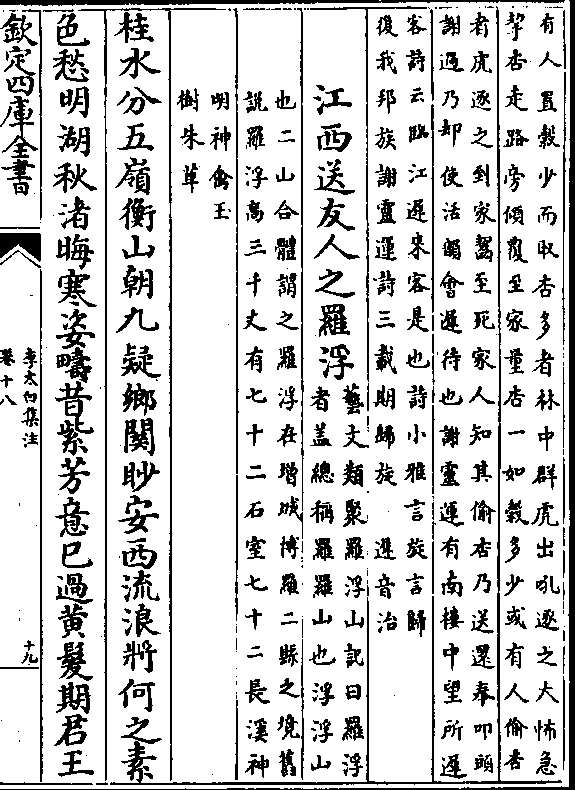 有人置穀少而取杏多者林中群虎出吼逐之大怖急
挈杏走路旁傾覆至家量杏一如穀多少或有人偷杏
者虎逐之到家齧至死家人知其偷杏乃送還奉叩頭
謝過乃却使活 觴會遲待也謝靈運有南樓中望所遲
客詩云臨江遲來客是也詩小雅言旋言歸
後我邦族謝靈運詩三載期歸旋 遲音治
江西送友人之羅浮
藝文類聚羅浮山記曰羅浮
者盖總稱羅羅山也浮浮山
也二山合體謂之羅浮在增城博羅二縣之境舊
說羅浮高三千丈有七十二石室七十二長溪神
明神禽玉
樹朱草
桂水分五嶺衡山朝九疑鄉關眇安西流浪將何之素
色愁明湖秋渚晦寒姿疇昔紫芳意已過黄髮期君王
欽定四庫全書
李太白集注
卷十八
十九